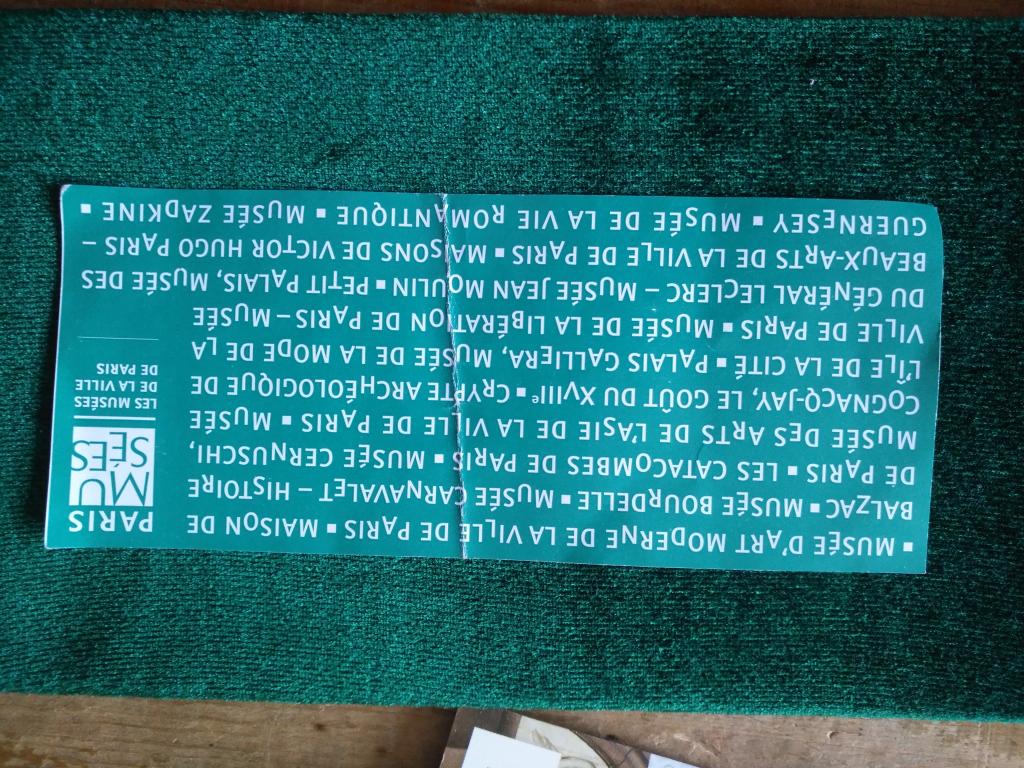 ▪ MUSÉE D'ART MODERNE DE LA VILLE DE PARIS ▪ MAISON DE
BALZAC ▪ MUSÉE BOURDELLE ▪ MUSÉE CARNAVALET – HISTOIRE
DE PARIS ▪ LES CATACOMBES DE PARIS ▪ MUSÉE CERNUSCHI,
MUSÉE DES ARTS DE L'ASIE DE LA VILLE DE PARIS ▪ MUSÉE
COGNACQ-JAY, LE GOÛT DU XVIIIe ▪ CRYPTE ARCHÉOLOGIQUE DE
L'ÎLE DE LA CITÉ ▪ PALAIS GALLIERA, MUSÉE DE LA MODE DE LA
VILLE DE PARIS ▪ MUSÉE DE LA LIBÉRATION DE PARIS – MUSÉE
DU GÉNÉRAL LECLERC – MUSÉE JEAN MOULIN ▪ PETIT PALAIS, MUSÉE DES
BEAUX-ARTS DE LA VILLE DE PARIS ▪ MAISONS DE VICTOR HUGO PARIS –
GUERNESEY ▪ MUSÉE DE LA VIE ROMANTIQUE ▪ MUSÉE ZADKINE ▪
PARIS
MU
SÉES
LES MUSÉES
DE LA VILLE
DE PARIS